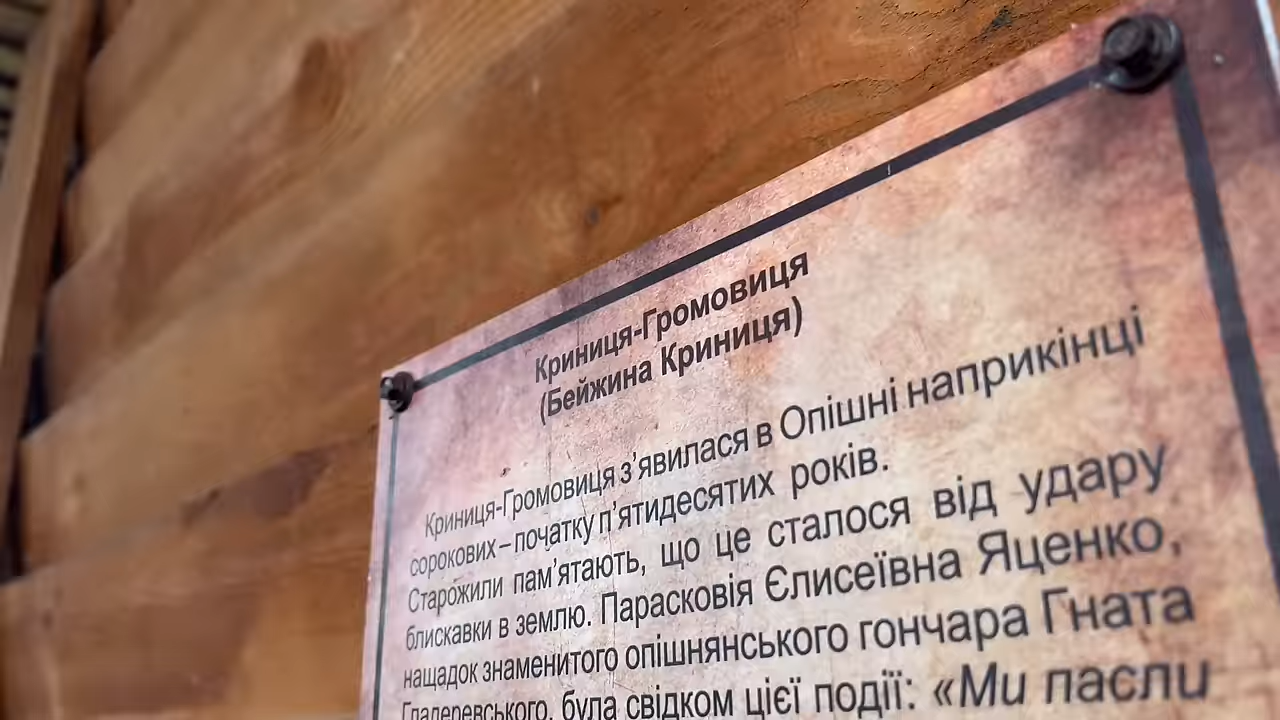 Криниця-Громовиця
(Бейжина Криниця)
Криниця-Громовиця з’явилася в Опішні наприкінці
сорокових – початку п’ятидесятих років.
Старожили пам’ятають, що це сталося від удару
блискавки в землю. Парасковія Єлисеївна Яценко,
нащадок знаменитого опішнянського гончара Гната
Гладеревського, була свідком цієї події: «Ми пасли